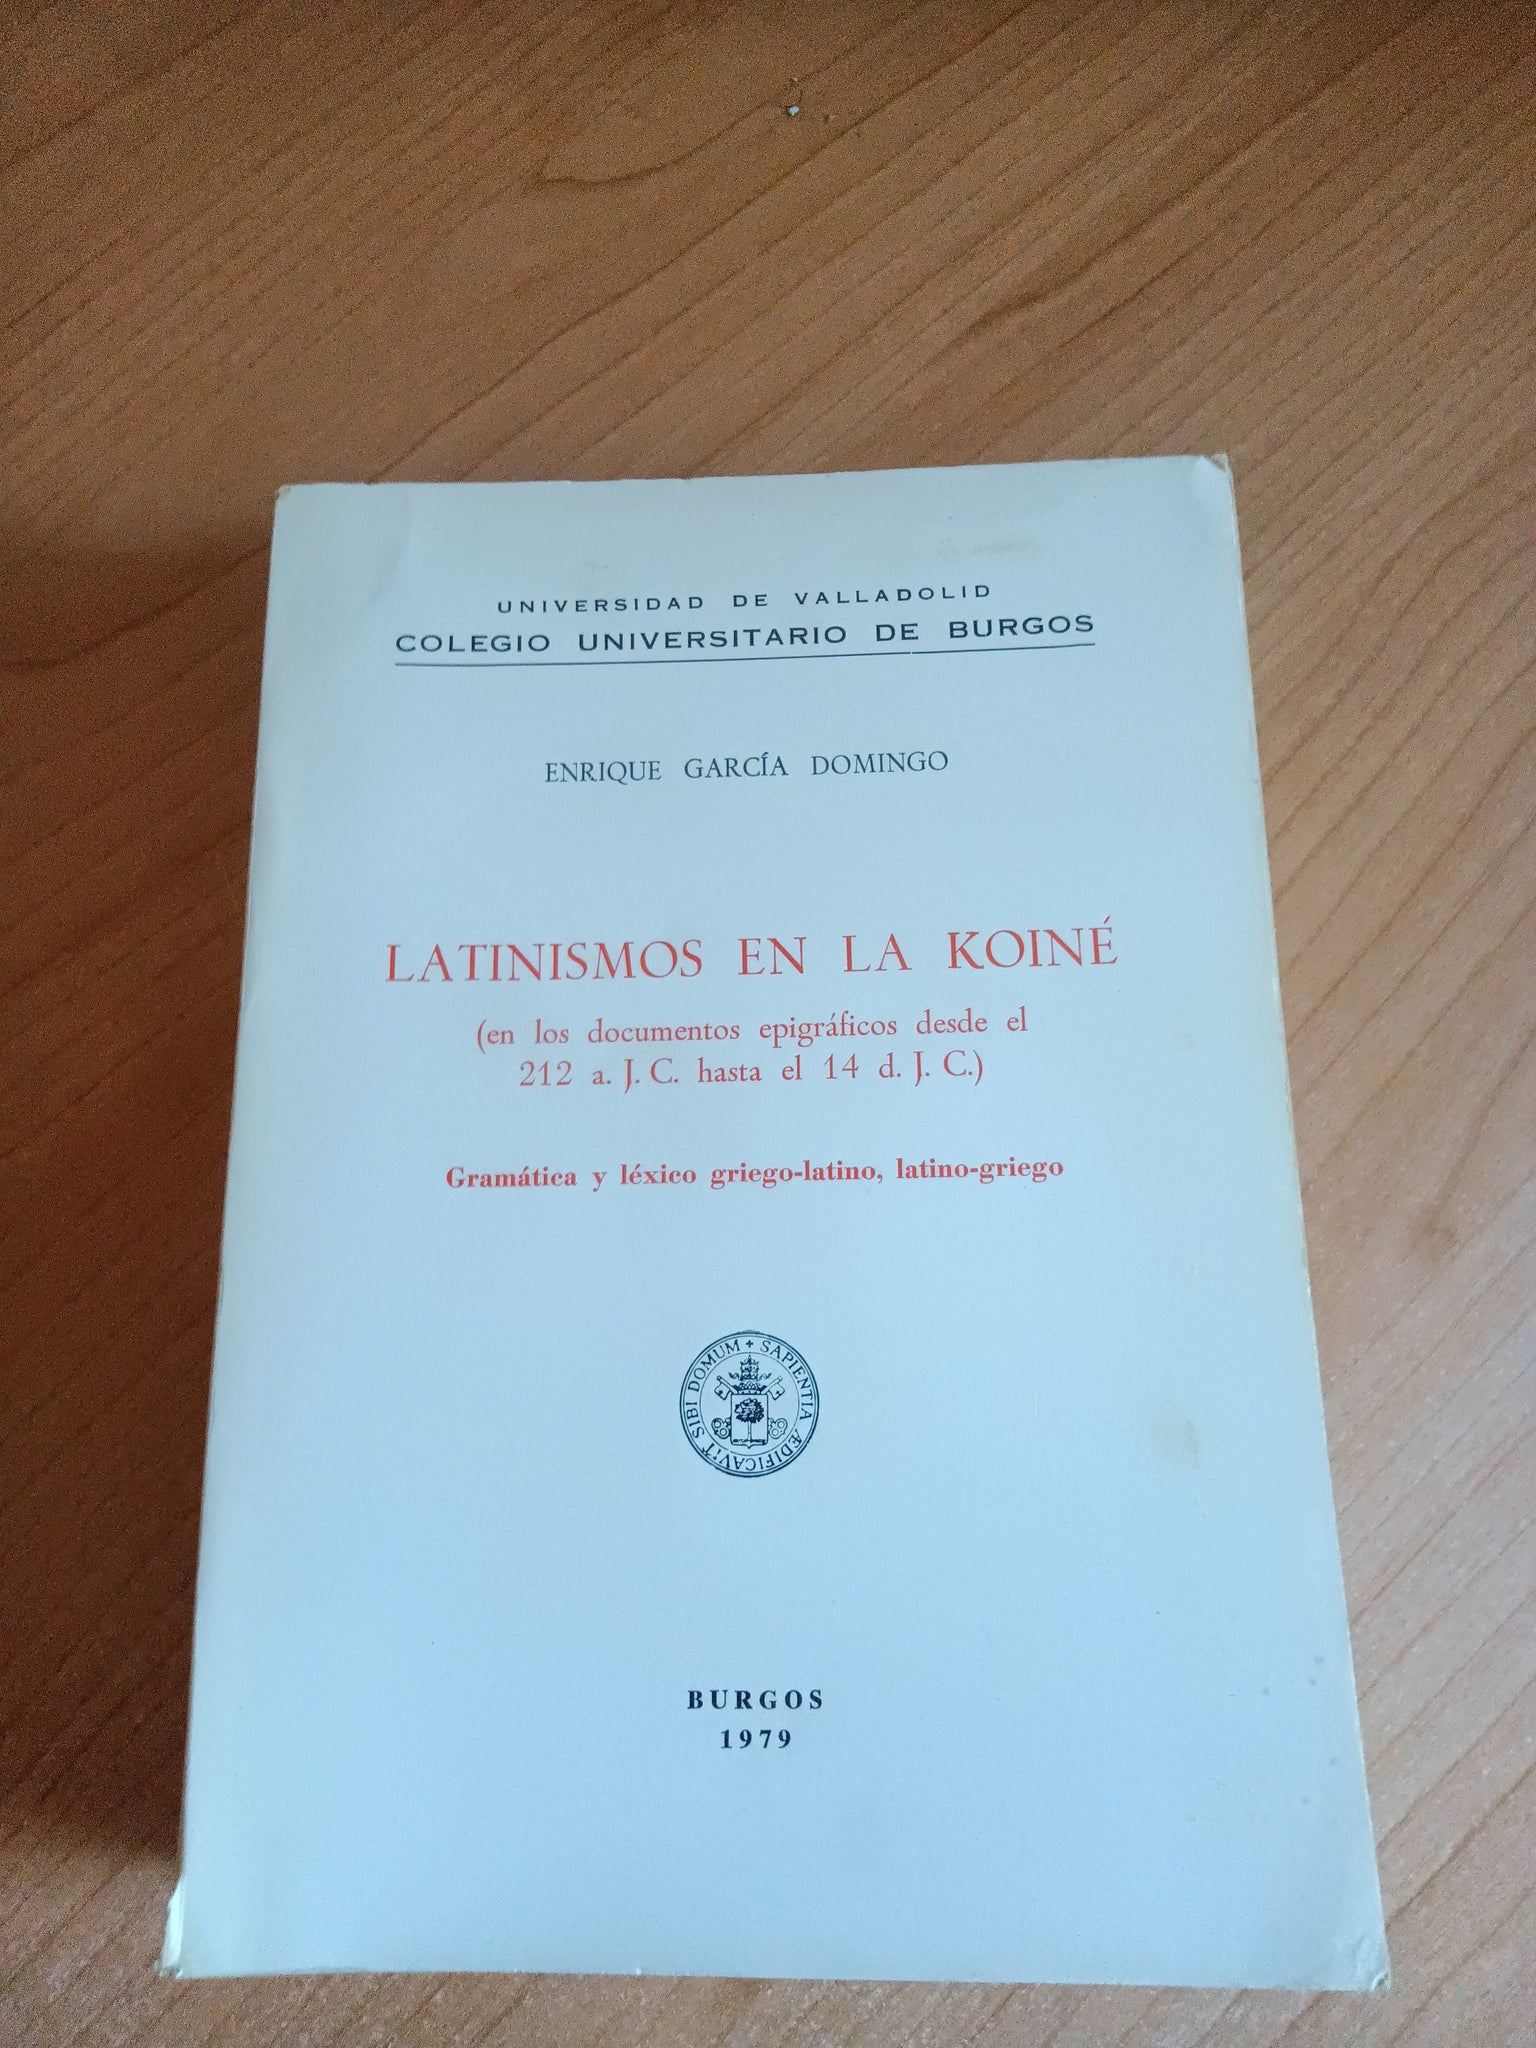 UNIVERSIDAD DE VALLADOLID
COLEGIO UNIVERSITARIO DE BURGOS
ENRIQUE GARCÍA DOMINGO
LATINISMOS EN LA KOINÉ
(en los documentos epigráficos desde el
212 a. J. C. hasta el 14 d. J. C.)
Gramática y léxico griego-latino, latino-griego
SAPIENTIA ÆDIFICAVIT SIBI DOMUM
BURGOS
1979